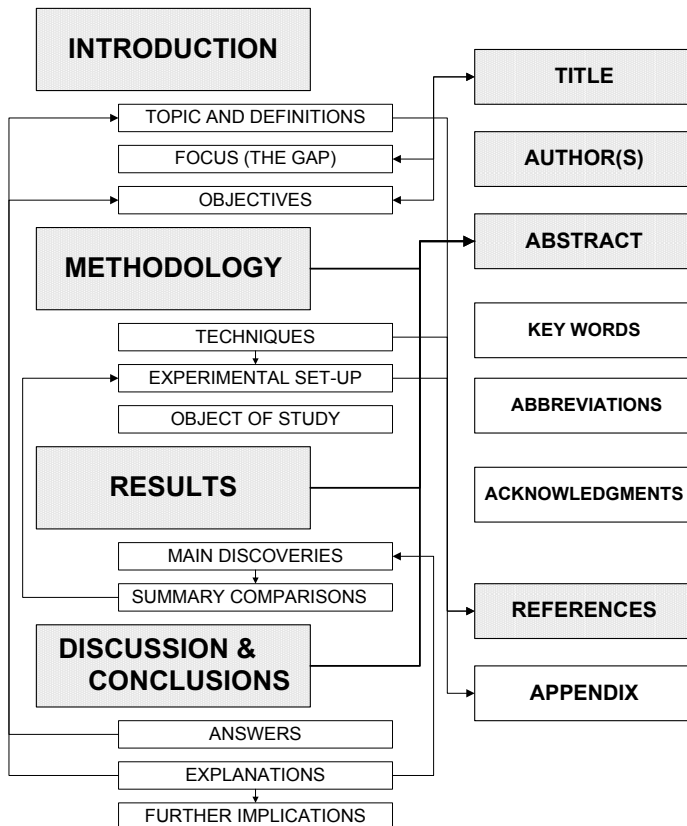 INTRODUCTION
TOPIC AND DEFINITIONS
FOCUS (THE GAP)
OBJECTIVES
METHODOLOGY
TECHNIQUES
EXPERIMENTAL SET-UP
OBJECT OF STUDY
RESULTS
MAIN DISCOVERIES
SUMMARY COMPARISONS
DISCUSSION &
CONCLUSIONS
ANSWERS
EXPLANATIONS
FURTHER IMPLICATIONS
TITLE
AUTHOR(S)
ABSTRACT
KEY WORDS
ABBREVIATIONS
ACKNOWLEDGMENTS
REFERENCES
APPENDIX